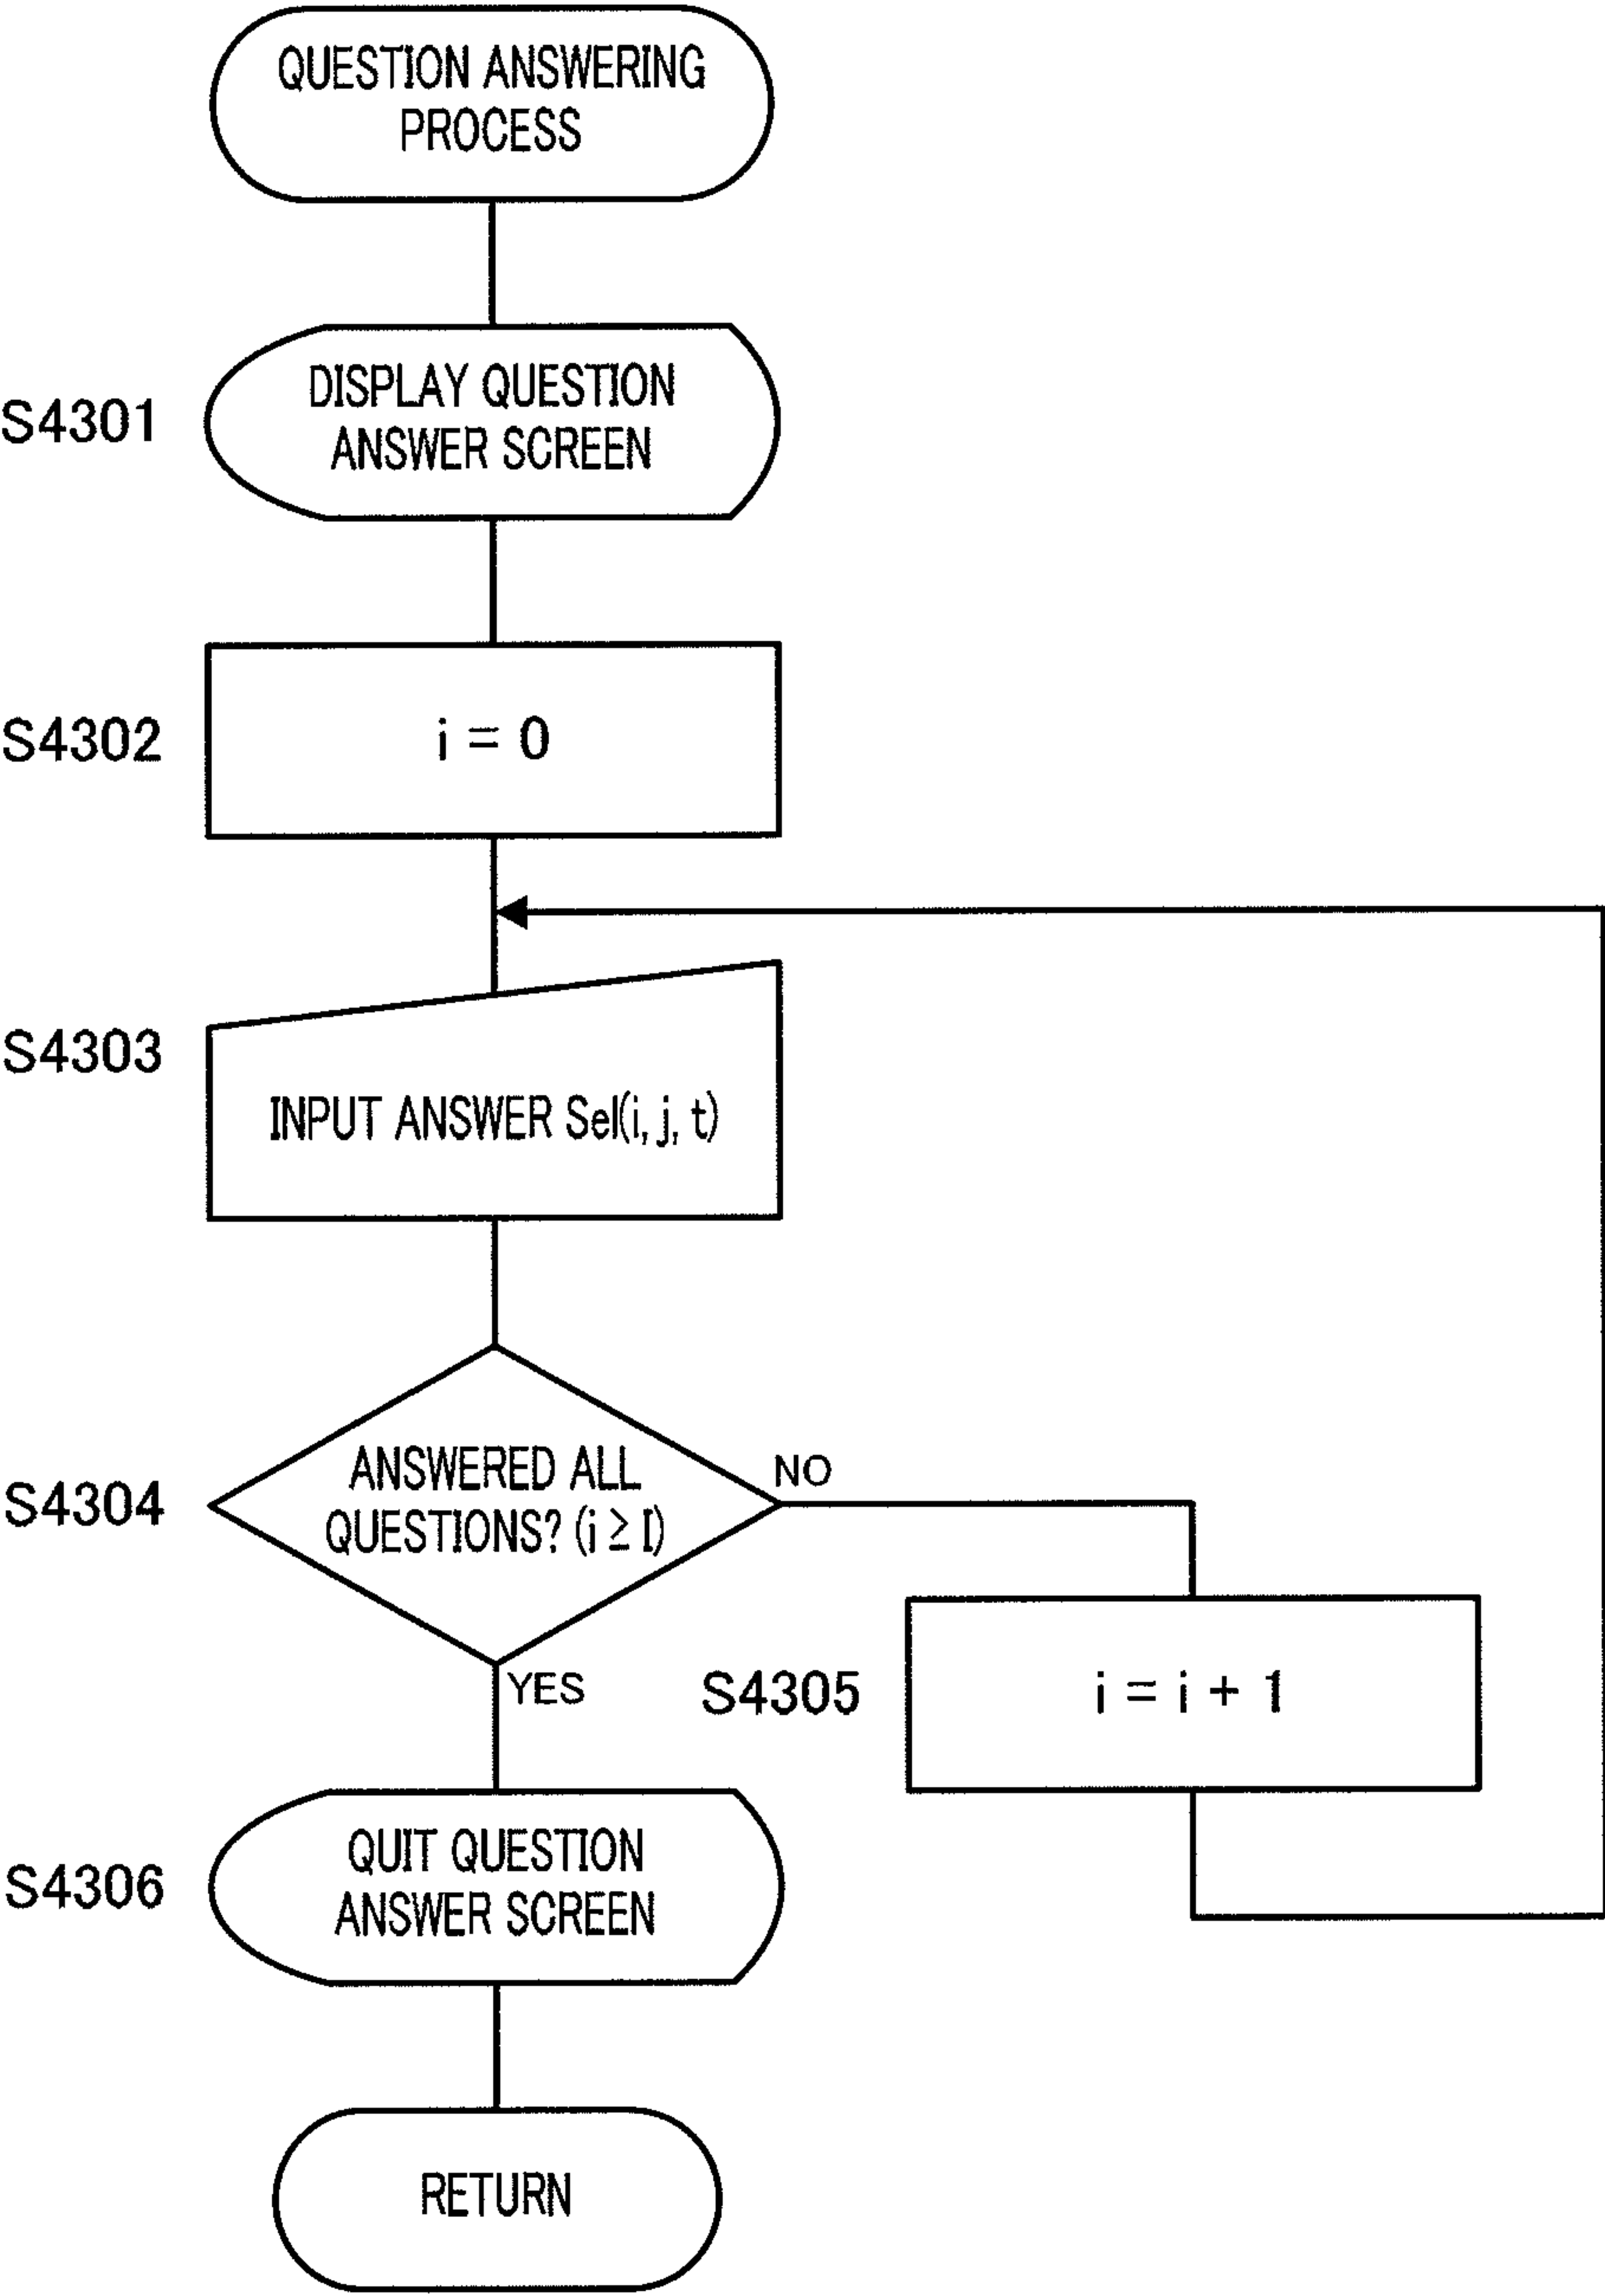 QUESTION ANSWERING
PROCESS
S4301
DISPLAY QUESTION
ANSWER SCREEN
S4302
i = 0
S4303
INPUT ANSWER Sel(i, j, t)
S4304
ANSWERED ALL
QUESTIONS? (i ≥ I)
NO
YES
S4305
i = i + 1
S4306
QUIT QUESTION
ANSWER SCREEN
RETURN